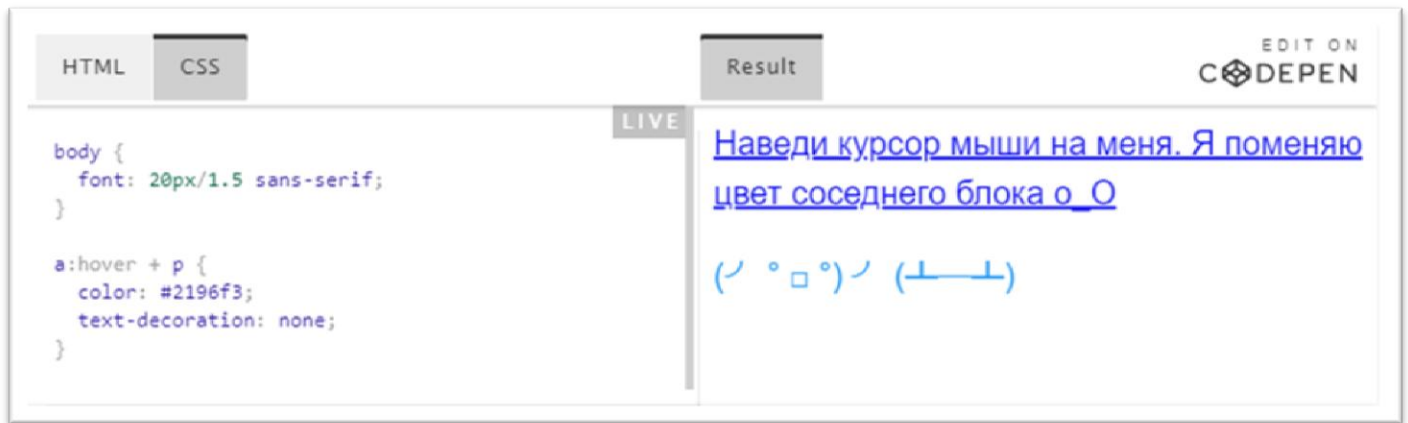 HTML CSS Result EDIT ON
CODEPEN
LIVE
body {
font: 20px/1.5 sans-serif;
}
a:hover + p {
color: #2196f3;
text-decoration: none;
}
Наведи курсор мыши на меня. Я поменяю
цвет соседнего блока o_O
(╯ °□°)╯ (┻━┻)